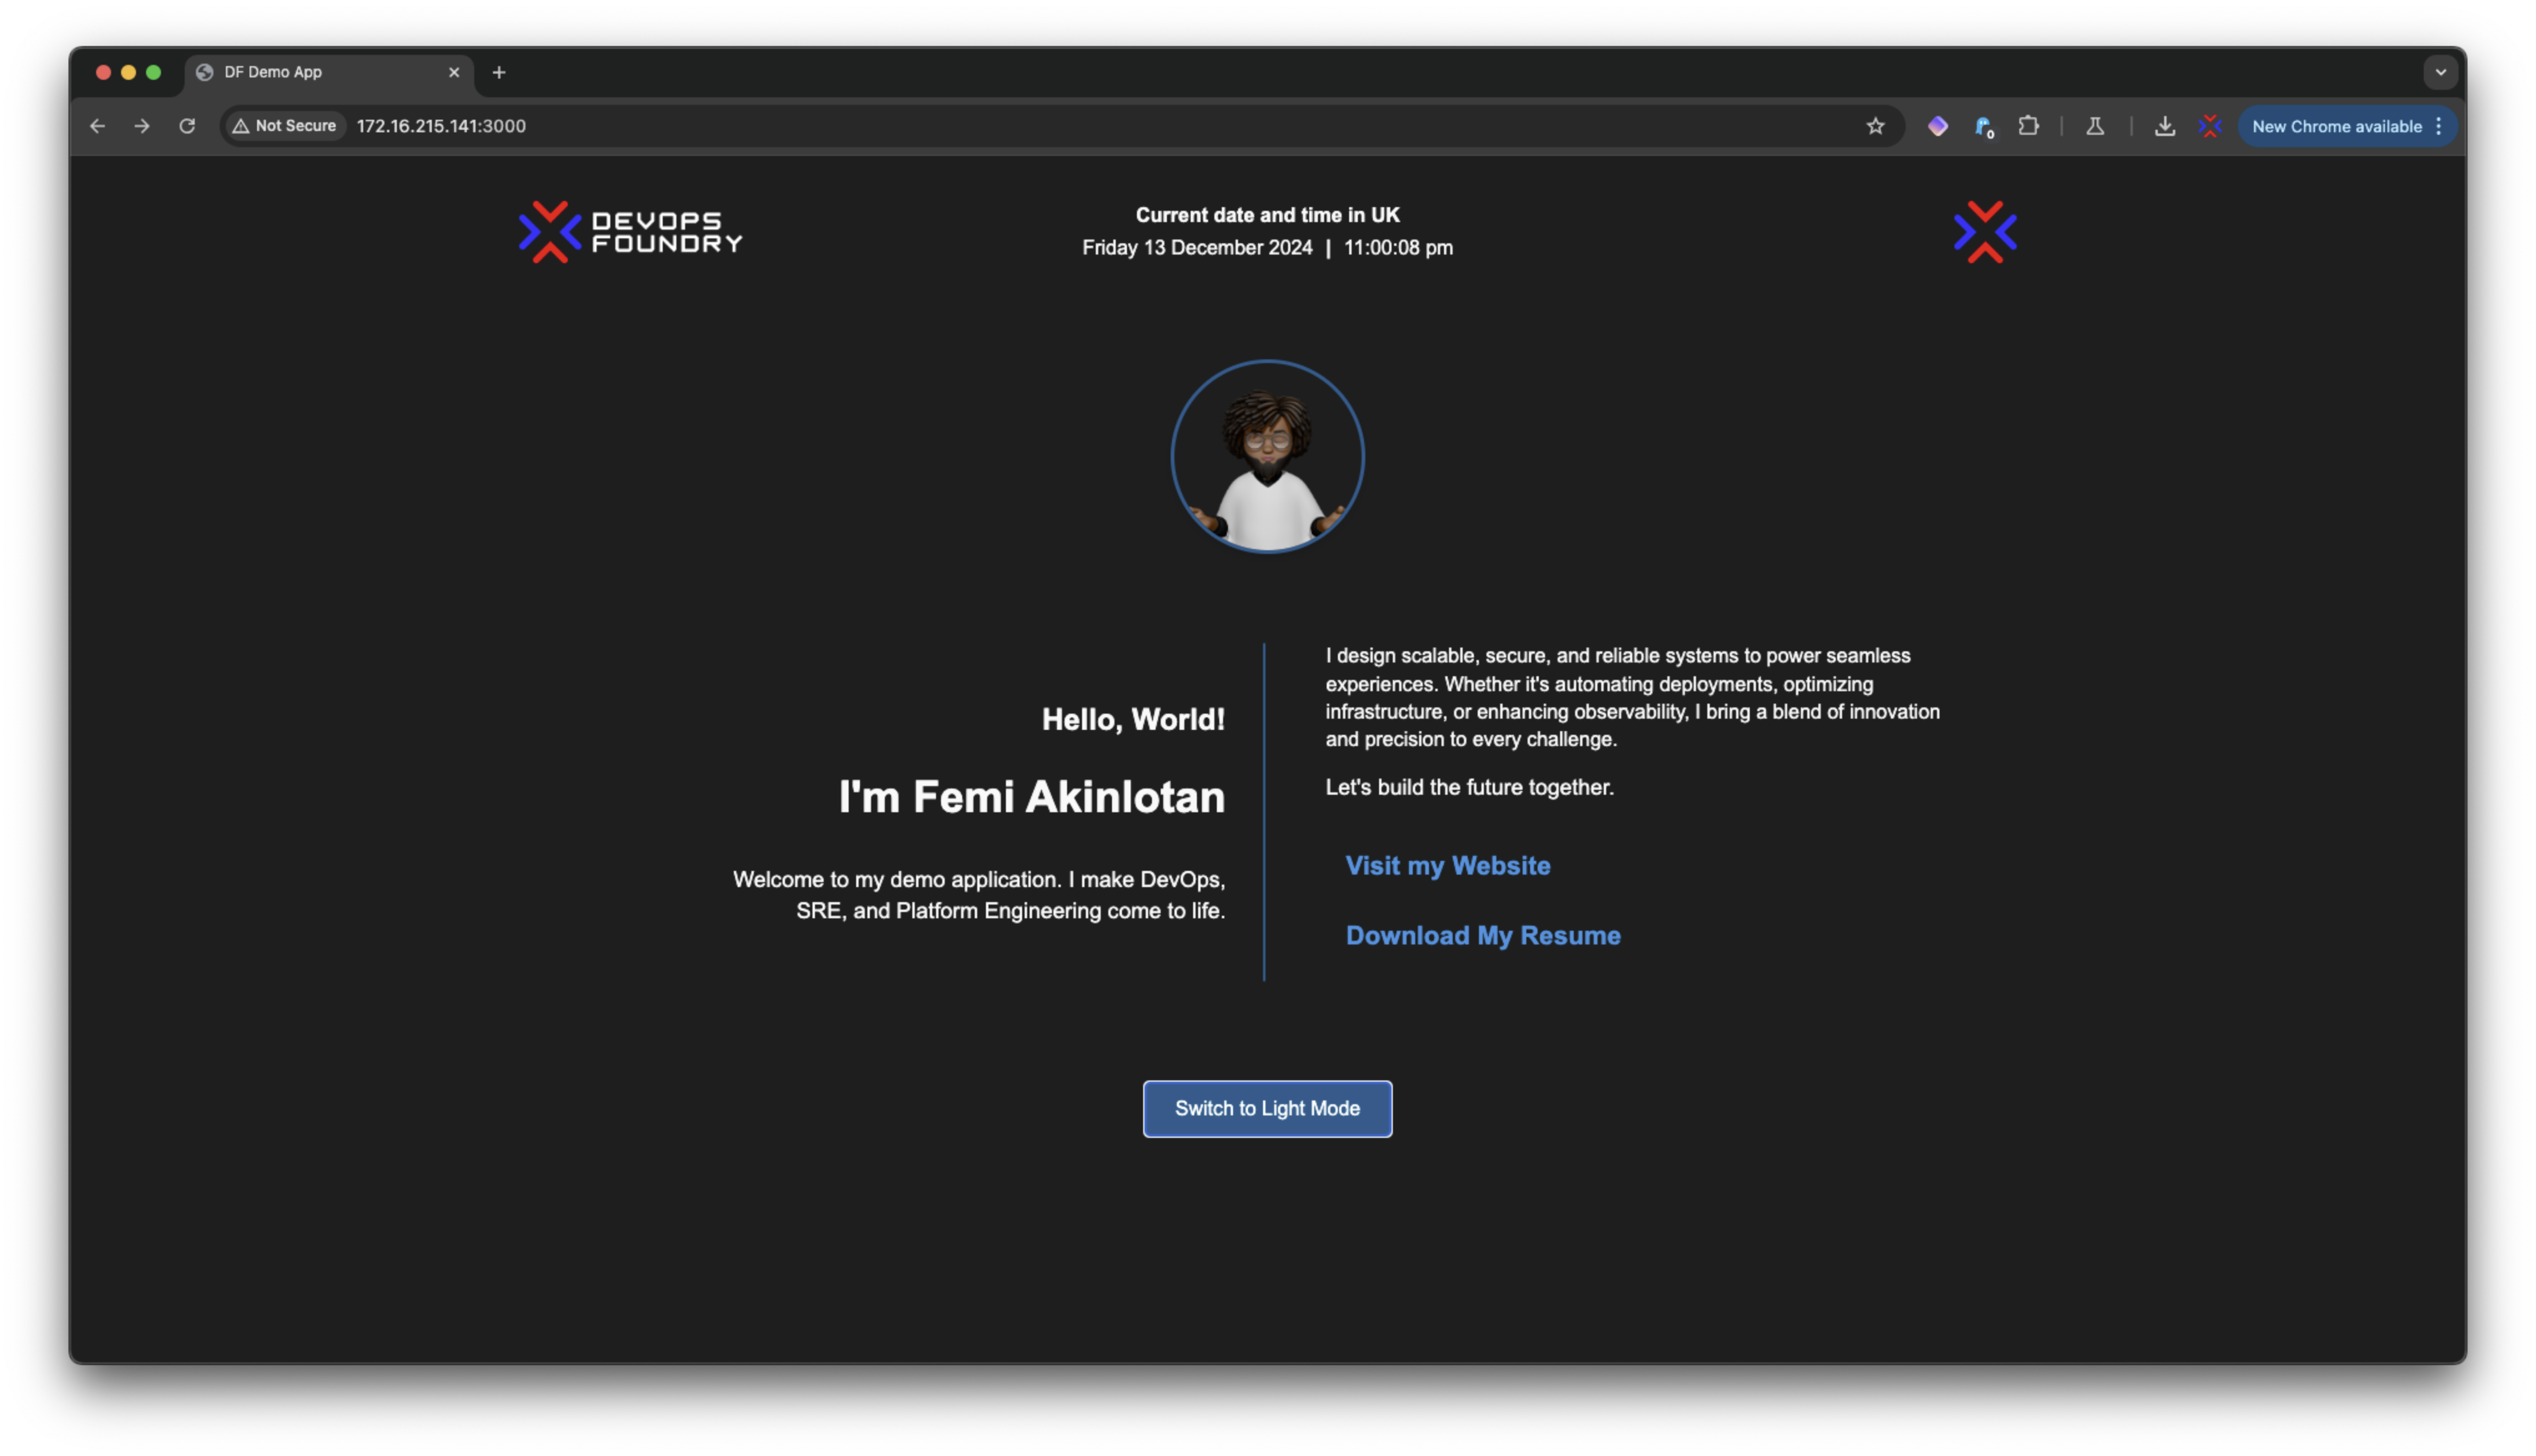 DF Demo App
Not Secure 172.16.215.141:3000
0
New Chrome available
DEVOPS
FOUNDRY
Current date and time in UK
Friday 13 December 2024 | 11:00:08 pm
Hello, World!
I'm Femi Akinlotan
Welcome to my demo application. I make DevOps,
SRE, and Platform Engineering come to life.
I design scalable, secure, and reliable systems to power seamless
experiences. Whether it's automating deployments, optimizing
infrastructure, or enhancing observability, I bring a blend of innovation
and precision to every challenge.
Let's build the future together.
Visit my Website
Download My Resume
Switch to Light Mode